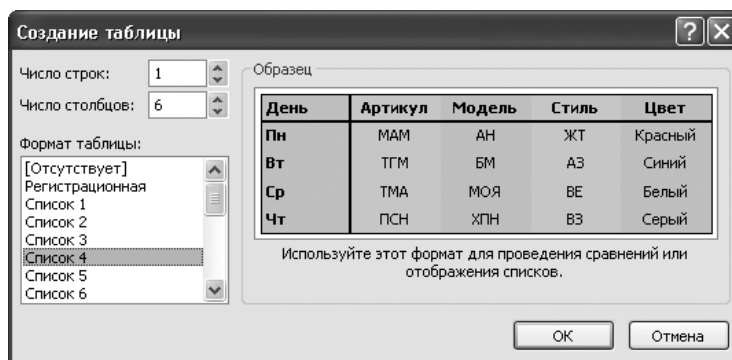 Создание таблицы
Число строк: 1
Число столбцов: 6
Формат таблицы:
[Отсутствует]
Регистрационная
Список 1
Список 2
Список 3
Список 4
Список 5
Список 6
Образец
День Артикул Модель Стиль Цвет
Пн МАМ АН ЖТ Красный
Вт ТГМ БМ АЗ Синий
Ср ТМА МОЯ ВЕ Белый
Чт ПСН ХПН ВЗ Серый
Используйте этот формат для проведения сравнений или
отображения списков.
ОК Отмена